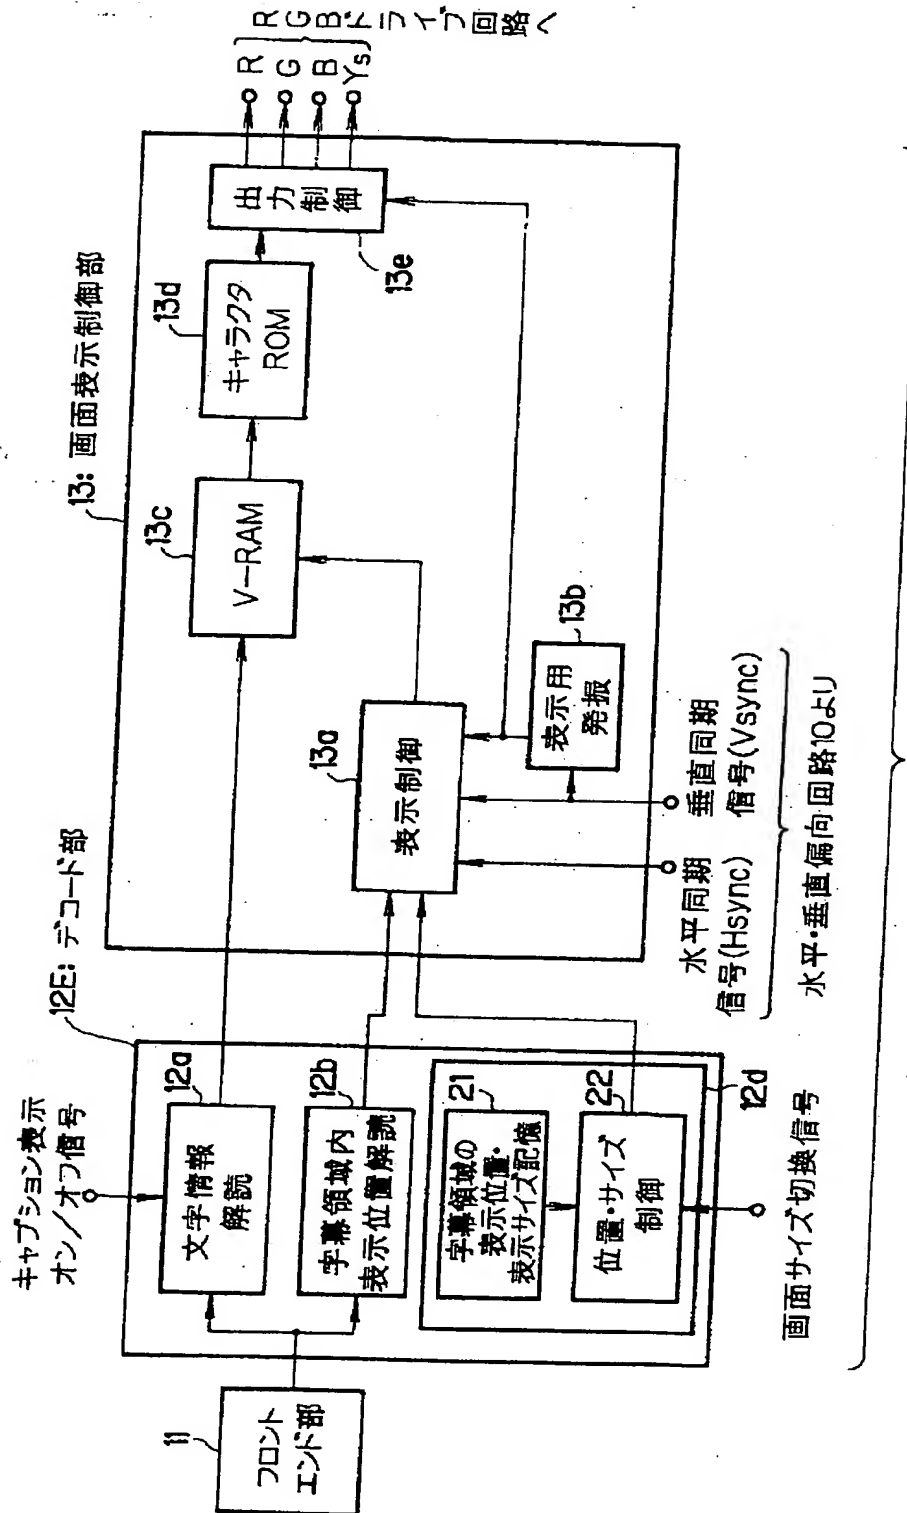 キャプション表示
オン/オフ信号
11
フロント
エンド部
12E: デコード部
12a
文字情報
解読
12b
字幕領域内
表示位置解読
21
字幕領域の
表示位置・
表示サイズ記憶
22
位置・サイズ
制御
12d
画面サイズ切換信号
13: 画面表示制御部
13a
表示制御
13b
表示用
発振
13c
V-RAM
13d
キャラクタ
ROM
13e
出力制御
R
G
B
Ys
RGBドライブ回路へ
水平同期
信号(Hsync)
垂直同期
信号(Vsync)
水平・垂直偏向回路10より